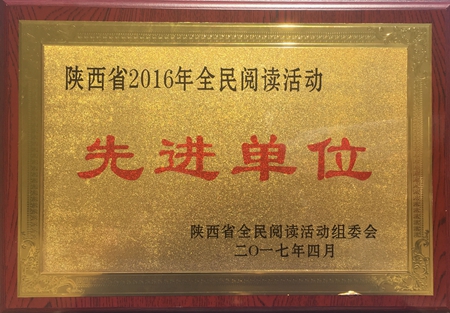 陕西省2016年全民阅读活动
先进单位
陕西省全民阅读活动组委会
二〇一七年四月